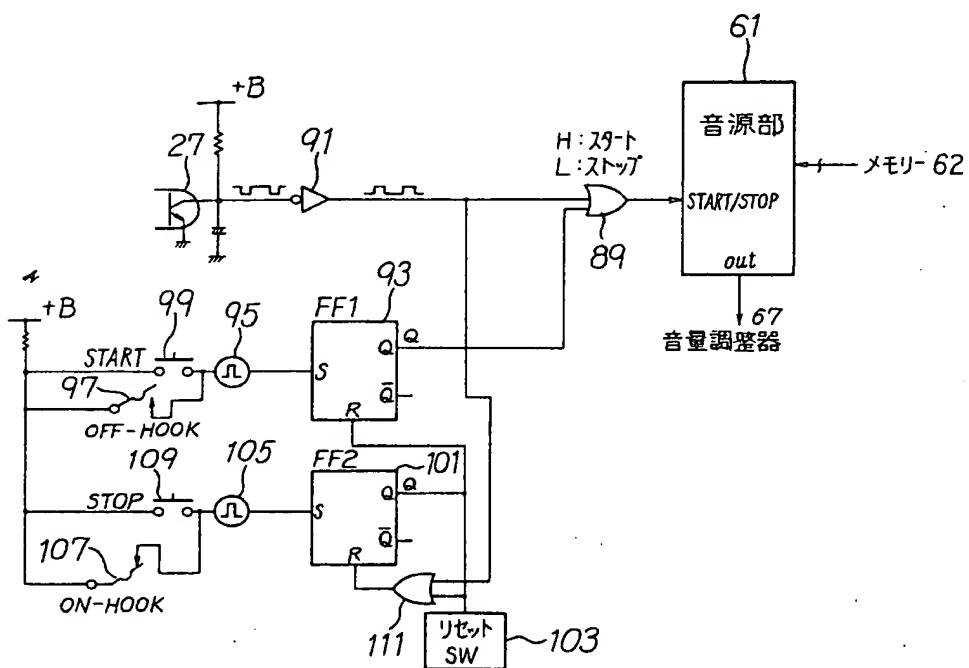 61
+B
27
91
H:スタート
L:ストップ
音源部
メモリー 62
START/STOP
89
out
67
音量調整器
+B
99
95
FF1
93
START
S
Q
Q
Q̅
R
97
OFF-HOOK
109
105
FF2
101
STOP
S
Q
Q
Q̅
R
107
ON-HOOK
111
リセット
SW
103